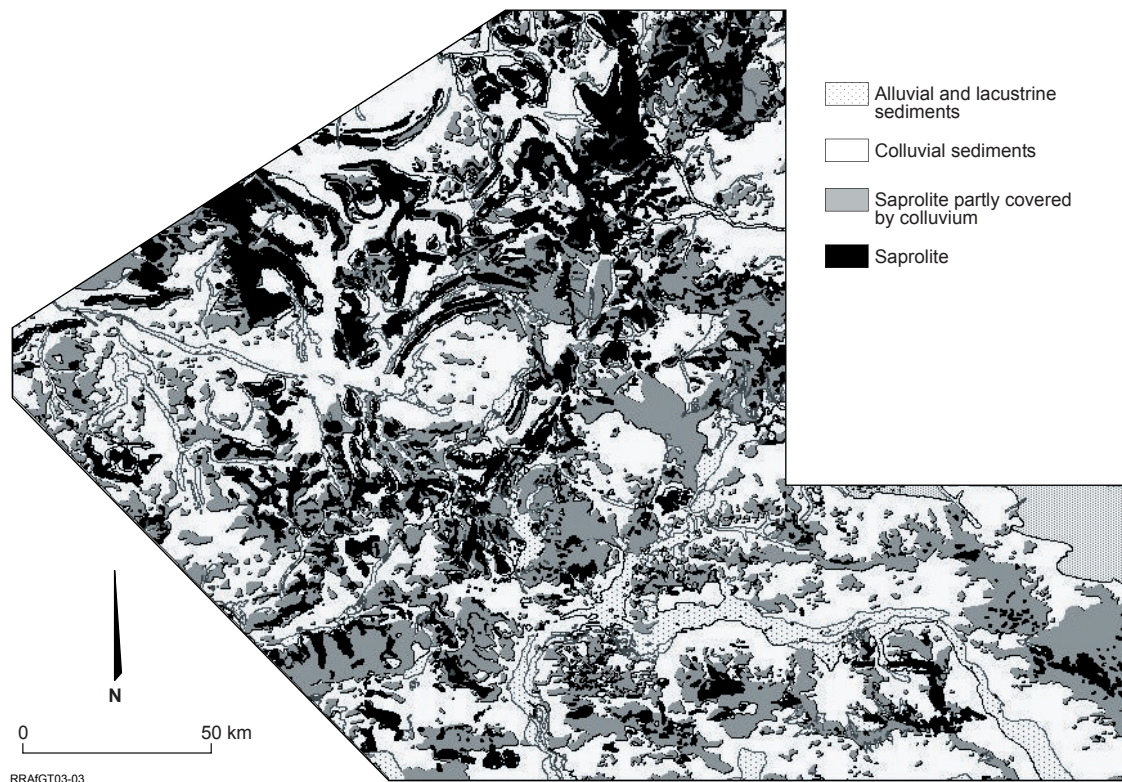 Alluvial and lacustrine
sediments
Colluvial sediments
Saprolite partly covered
by colluvium
Saprolite
N
0 50 km
RRAfGT03-03